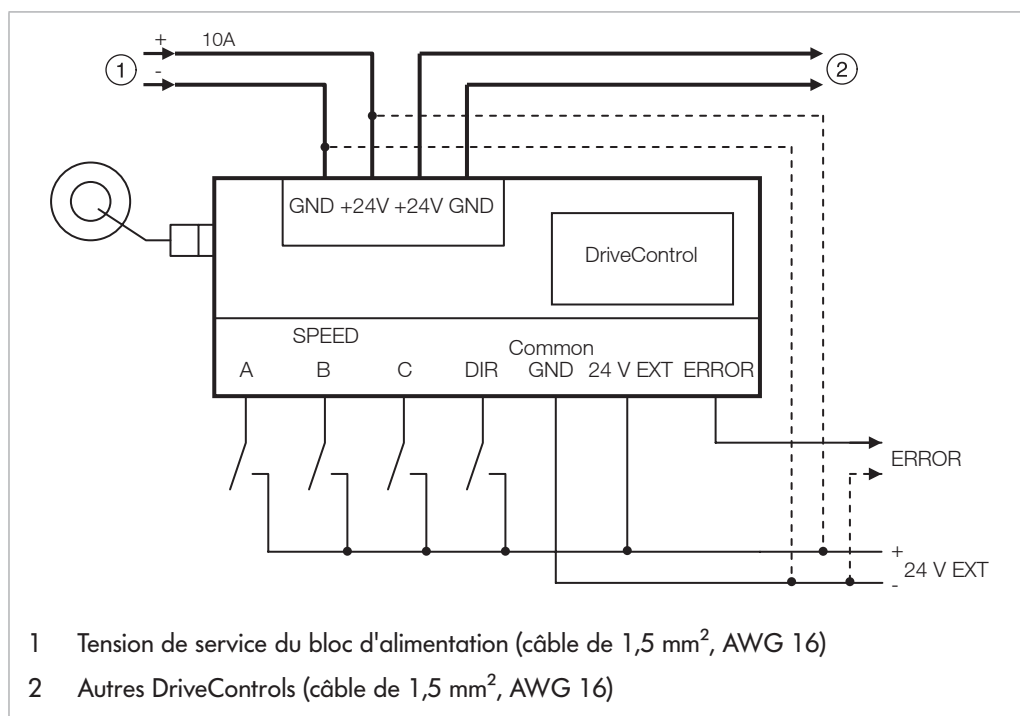 + 10A
1 -
2
GND +24V +24V GND
DriveControl
SPEED
Common
A B C DIR GND 24 V EXT ERROR
ERROR
+
24 V EXT
-
1 Tension de service du bloc d'alimentation (câble de 1,5 mm², AWG 16)
2 Autres DriveControls (câble de 1,5 mm², AWG 16)